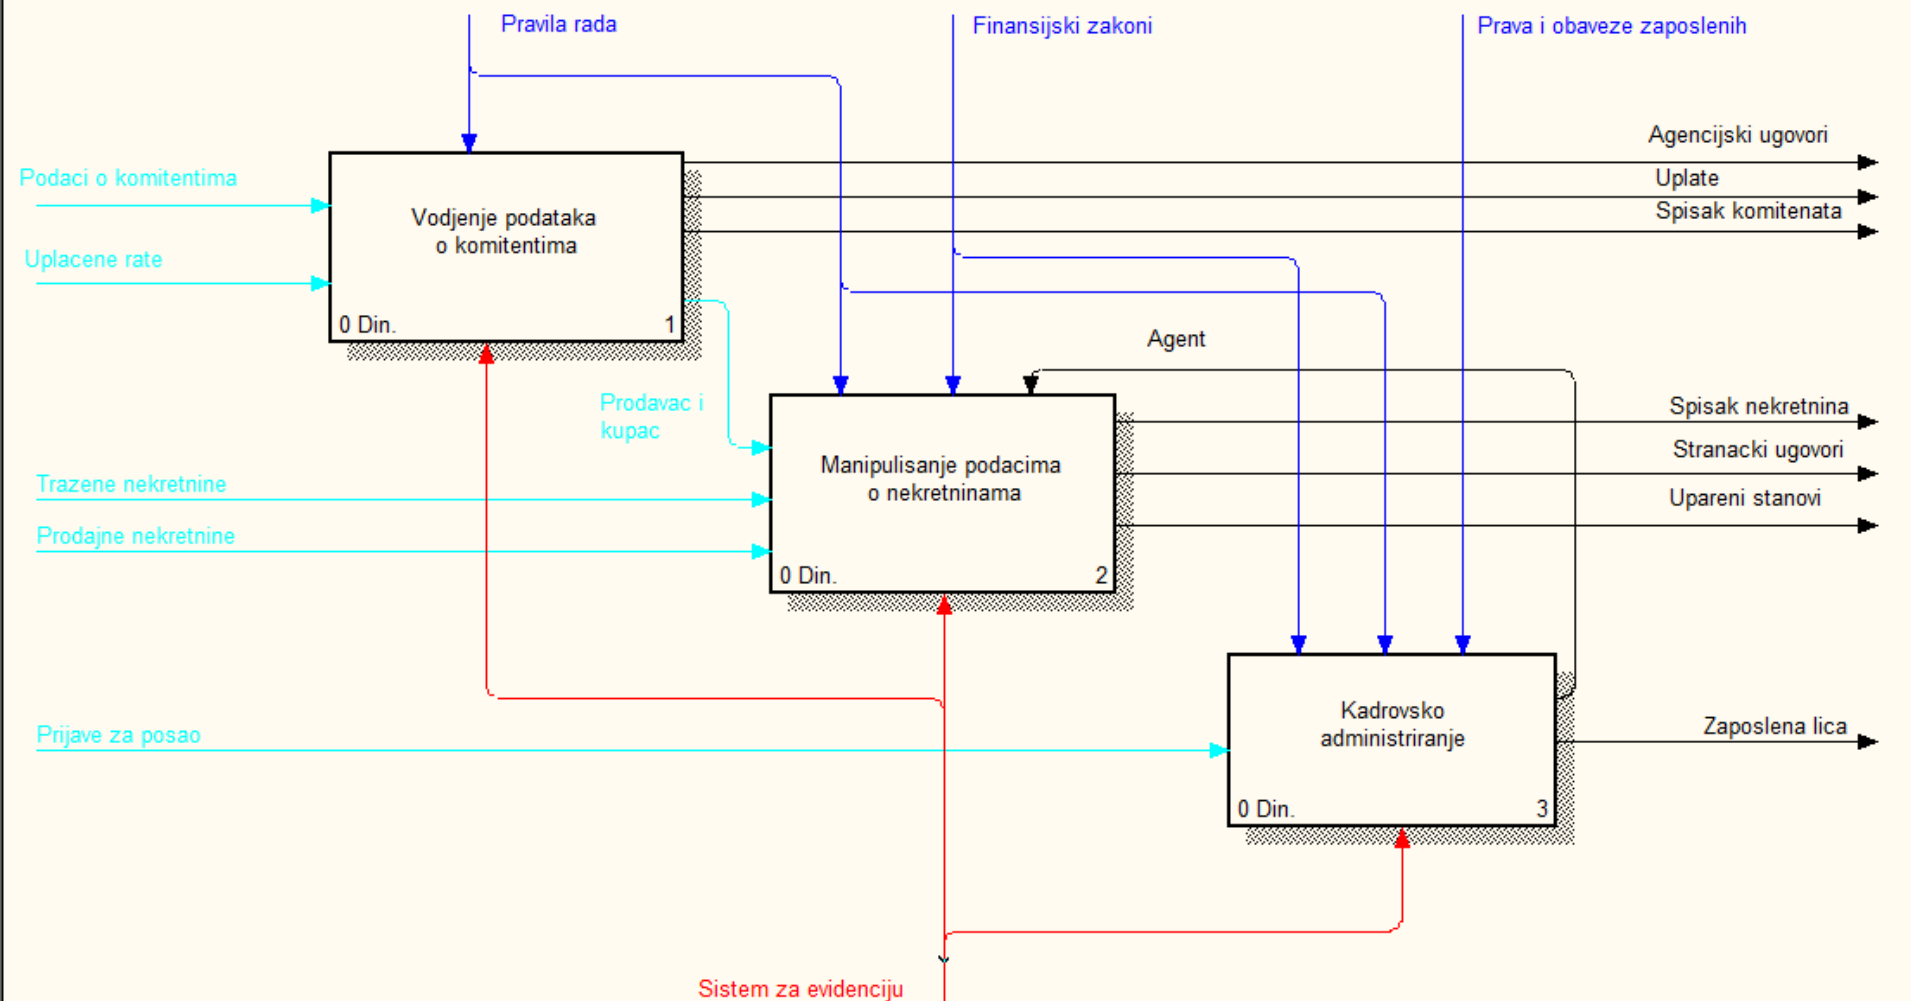 Pravila rada
Finansijski zakoni
Prava i obaveze zaposlenih
Agencijski ugovori
Podaci o komitentima
Uplate
Spisak komitenata
Vodjenje podataka
o komitentima
Uplacene rate
0 Din.
1
Agent
Prodavac i
kupac
Spisak nekretnina
Stranacki ugovori
Manipulisanje podacima
o nekretninama
Trazene nekretnine
Upareni stanovi
Prodajne nekretnine
0 Din.
2
Kadrovsko
administriranje
Prijave za posao
Zaposlena lica
0 Din.
3
Sistem za evidenciju